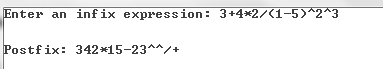 Enter an infix expression: 3+4*2/(1-5)^2^3
Postfix: 342*15-23^^/+